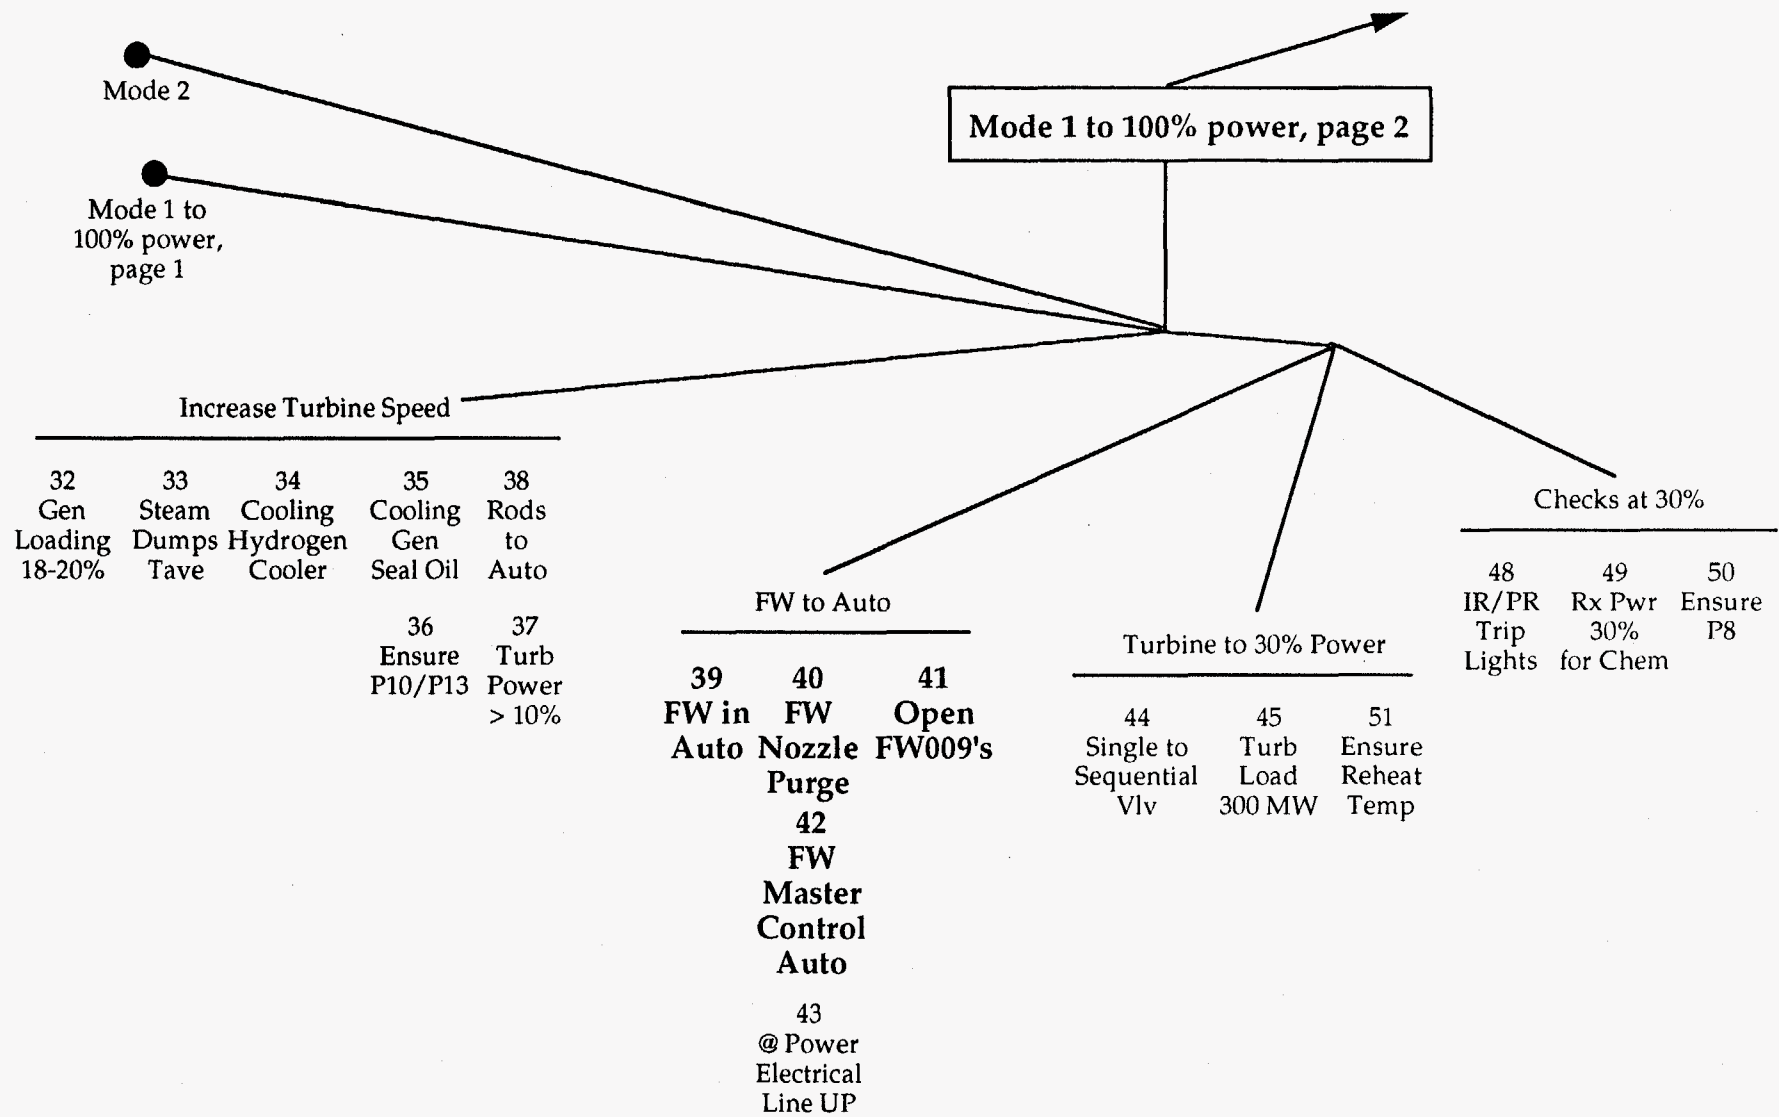 Mode 2
Mode 1 to 100% power, page 2
Mode 1 to
100% power,
page 1
Increase Turbine Speed
32
Gen
Loading
18-20%
33
Steam
Dumps
Tave
34
Cooling
Hydrogen
Cooler
35
Cooling
Gen
Seal Oil
38
Rods
to
Auto
36
Ensure
P10/P13
37
Turb
Power
> 10%
FW to Auto
39
FW in
Auto
40
FW
Nozzle
Purge
41
Open
FW009's
42
FW
Master
Control
Auto
43
@ Power
Electrical
Line UP
Turbine to 30% Power
44
Single to
Sequential
Vlv
45
Turb
Load
300 MW
51
Ensure
Reheat
Temp
Checks at 30%
48
IR/PR
Trip
Lights
49
Rx Pwr
30%
for Chem
50
Ensure
P8